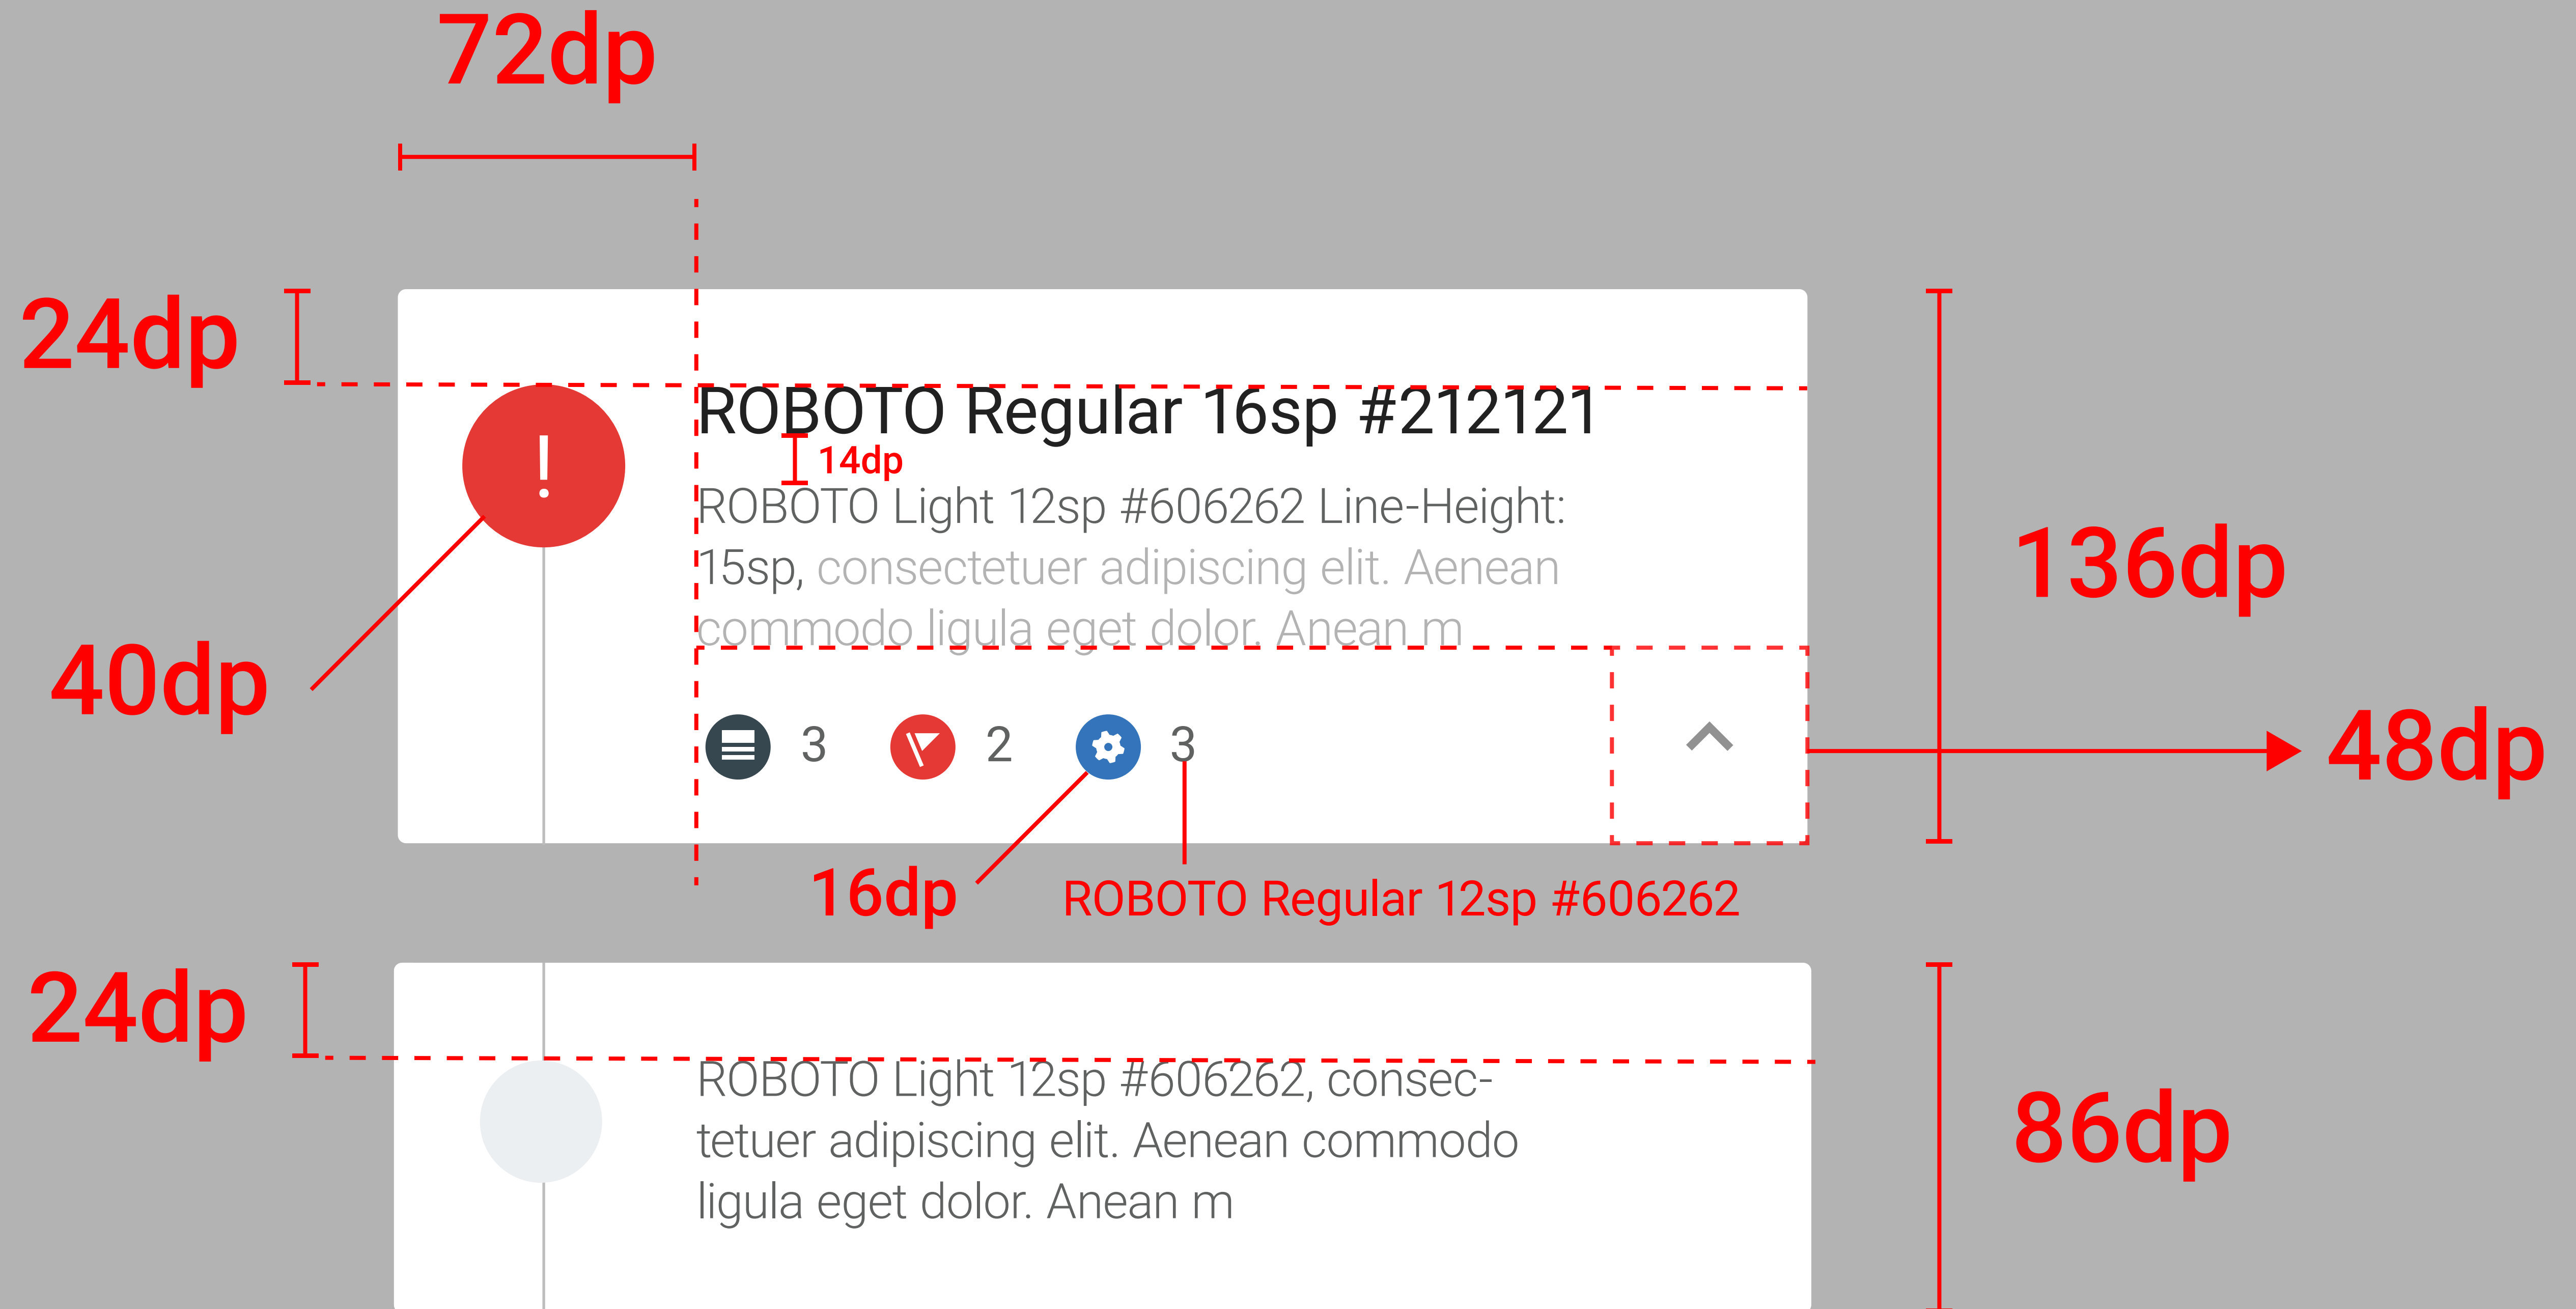 72dp
24dp
ROBOTO Regular 16sp #212121
!
14dp
ROBOTO Light 12sp #606262 Line-Height:
15sp, consectetuer adipiscing elit. Aenean
commodo ligula eget dolor. Anean m
40dp
136dp
3 2 3
48dp
16dp
ROBOTO Regular 12sp #606262
24dp
ROBOTO Light 12sp #606262, consec-
tetuer adipiscing elit. Aenean commodo
ligula eget dolor. Anean m
86dp